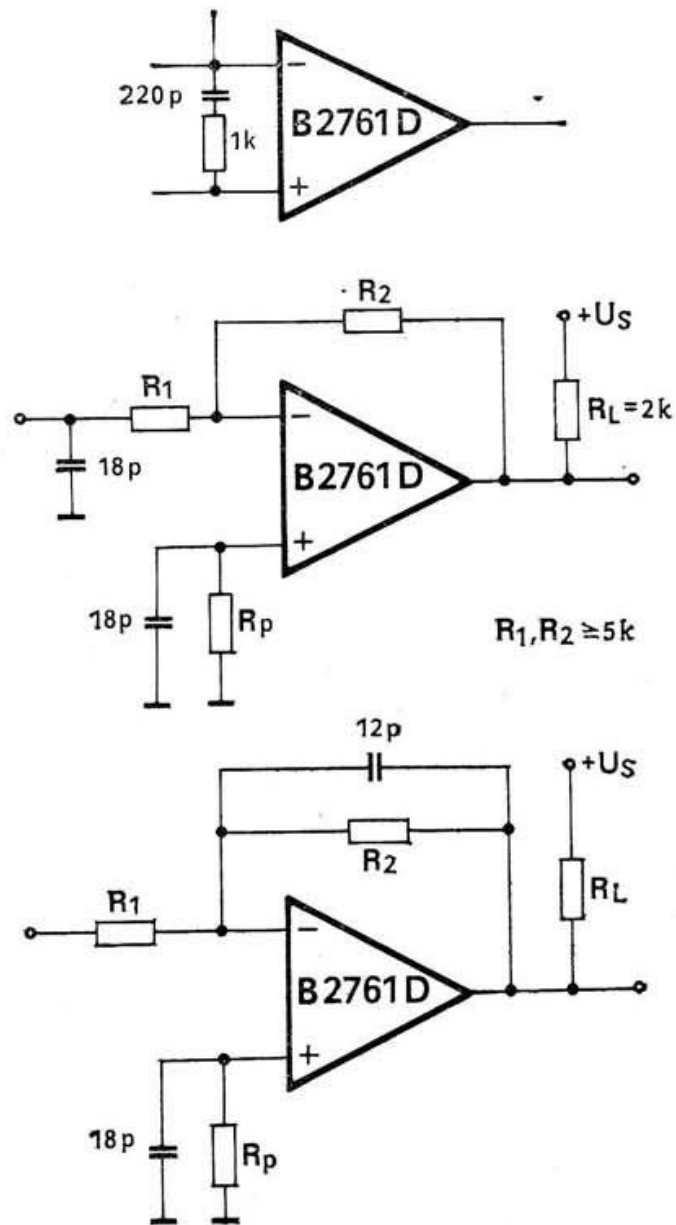 220p
1k
−
B2761D
+
R2
+US
R1
RL=2k
−
18p
B2761D
+
18p
Rp
R1,R2 ≧5k
12p
+US
R2
R1
RL
−
B2761D
+
18p
Rp